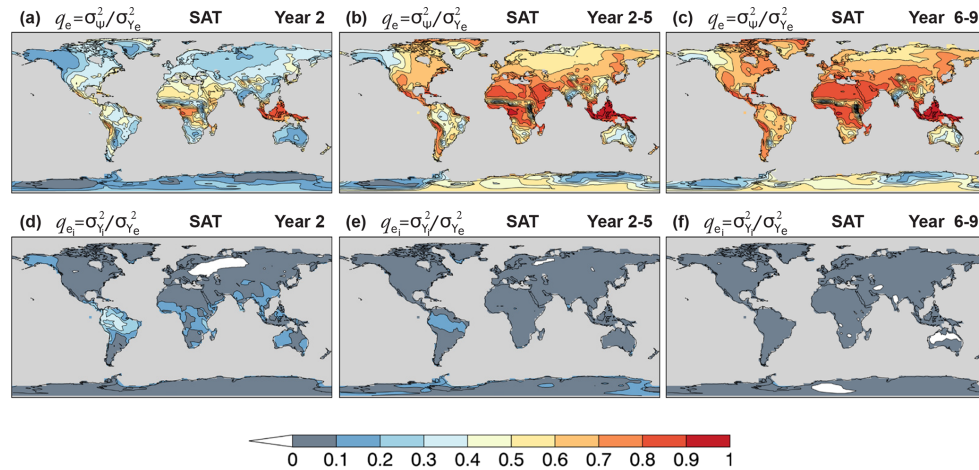 (a) qₑ=σ²_Ψ/σ²_Yₑ SAT Year 2
(b) qₑ=σ²_Ψ/σ²_Yₑ SAT Year 2-5
(c) qₑ=σ²_Ψ/σ²_Yₑ SAT Year 6-9
(d) q_eᵢ=σ²_Yᵢ/σ²_Yₑ SAT Year 2
(e) q_eᵢ=σ²_Yᵢ/σ²_Yₑ SAT Year 2-5
(f) q_eᵢ=σ²_Yᵢ/σ²_Yₑ SAT Year 6-9
0 0.1 0.2 0.3 0.4 0.5 0.6 0.7 0.8 0.9 1